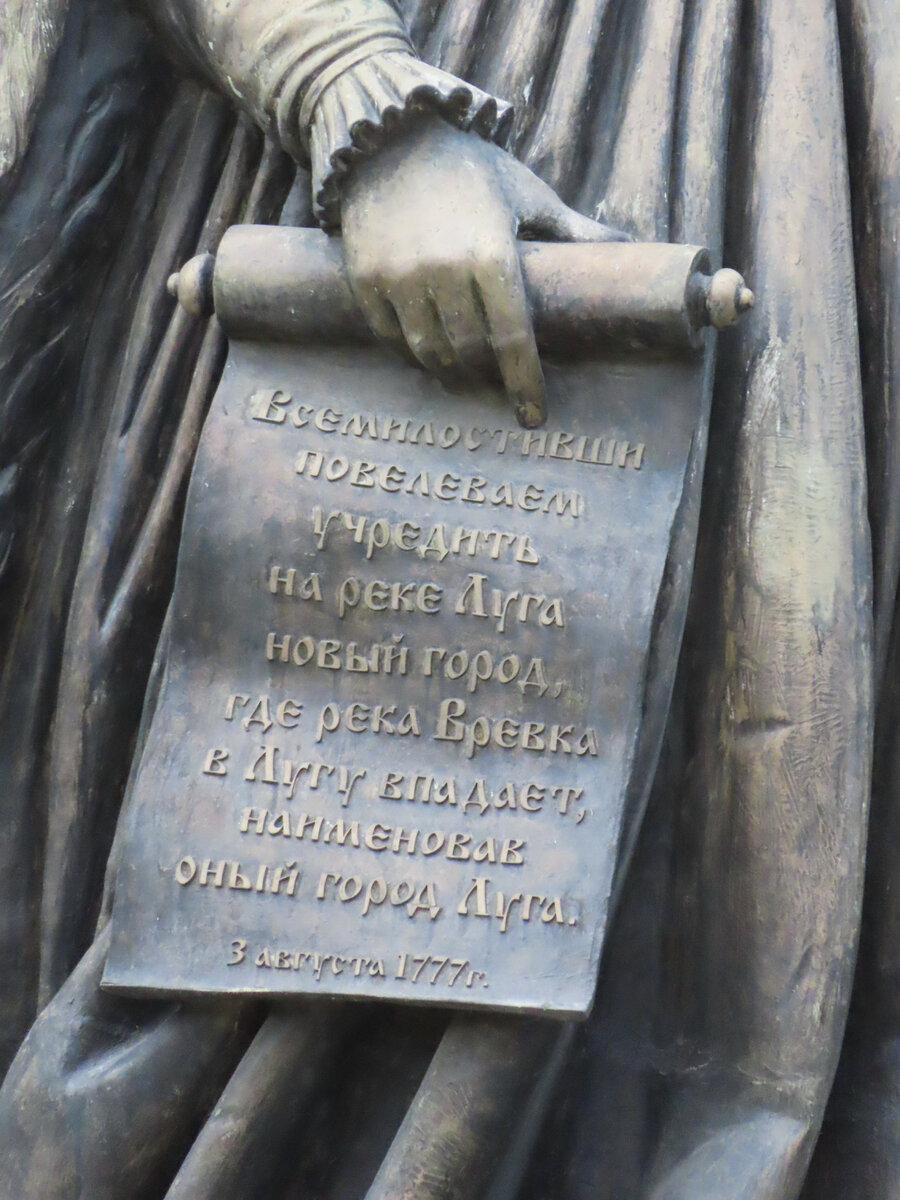 Всемилостивши
повелеваем
учредить
на реке Луга
новый город,
где река Вревка
в Лугу впадает,
наименовав
оный город Луга.
3 августа 1777г.